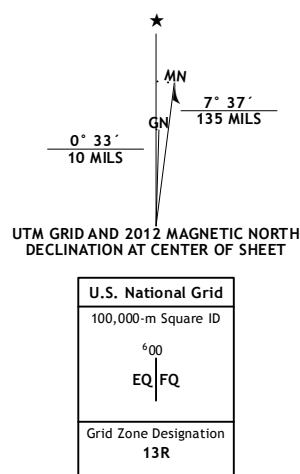 ★
MN
GN
7° 37´
135 MILS
0° 33´
10 MILS
UTM GRID AND 2012 MAGNETIC NORTH
DECLINATION AT CENTER OF SHEET
U.S. National Grid
100,000-m Square ID
⁶00
EQ FQ
Grid Zone Designation
13R